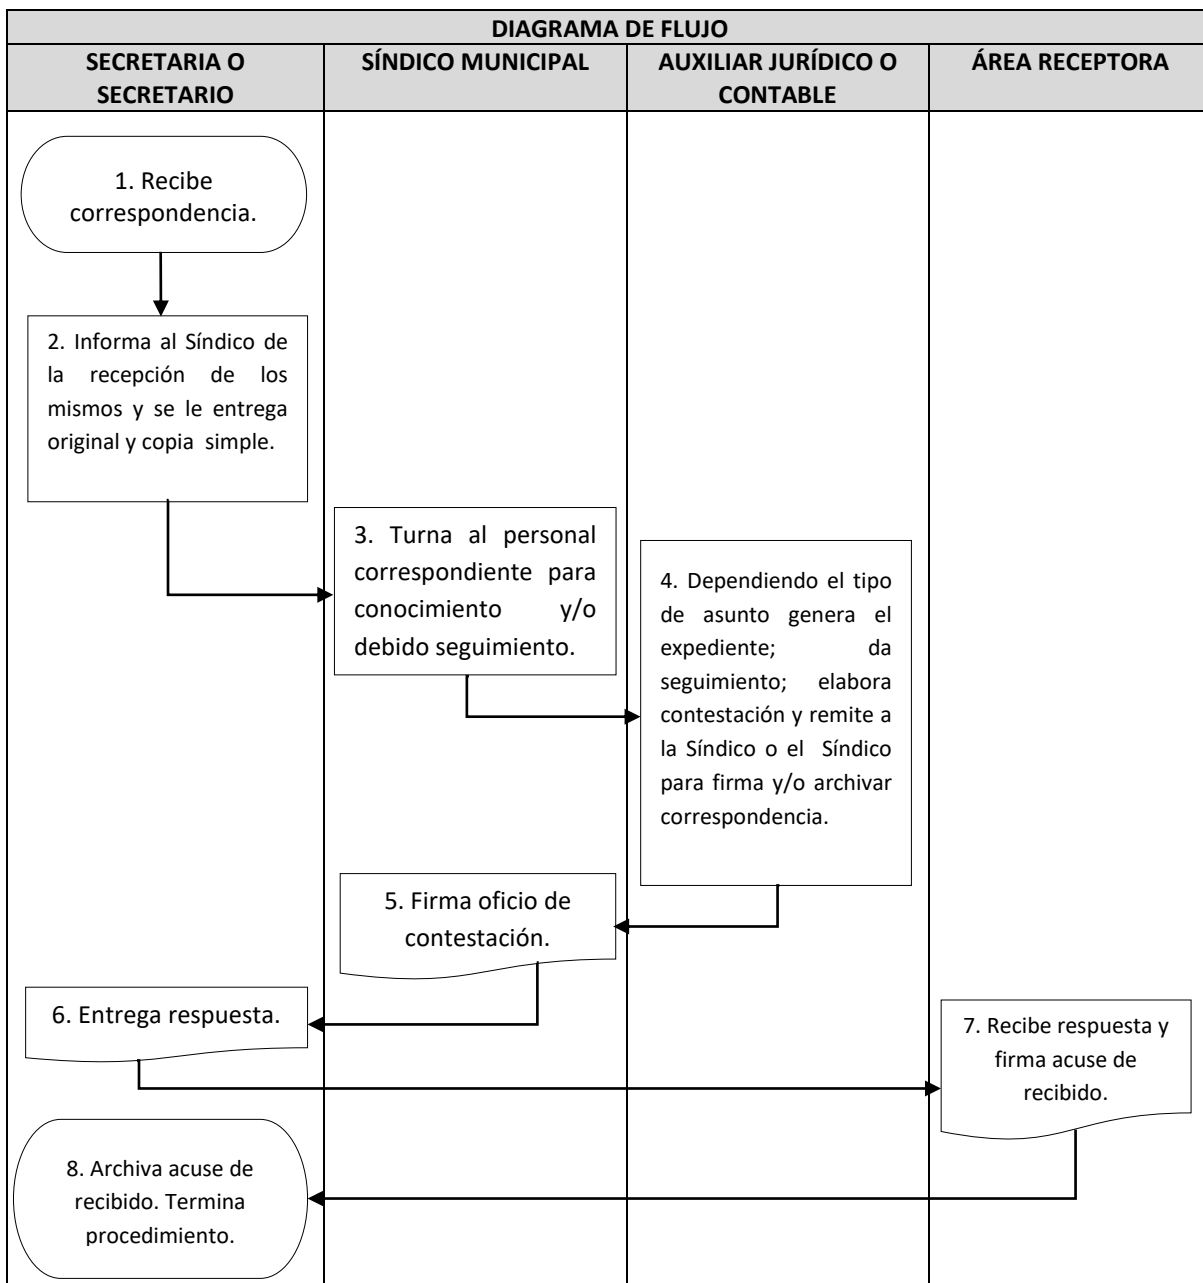 DIAGRAMA DE FLUJO
SECRETARIA O
SECRETARIO
SÍNDICO MUNICIPAL
AUXILIAR JURÍDICO O
CONTABLE
ÁREA RECEPTORA
1. Recibe
correspondencia.
2. Informa al Síndico de
la recepción de los
mismos y se le entrega
original y copia simple.
3. Turna al personal
correspondiente para
conocimiento y/o
debido seguimiento.
4. Dependiendo el tipo
de asunto genera el
expediente; da
seguimiento; elabora
contestación y remite a
la Síndico o el Síndico
para firma y/o archivar
correspondencia.
5. Firma oficio de
contestación.
6. Entrega respuesta.
7. Recibe respuesta y
firma acuse de
recibido.
8. Archiva acuse de
recibido. Termina
procedimiento.